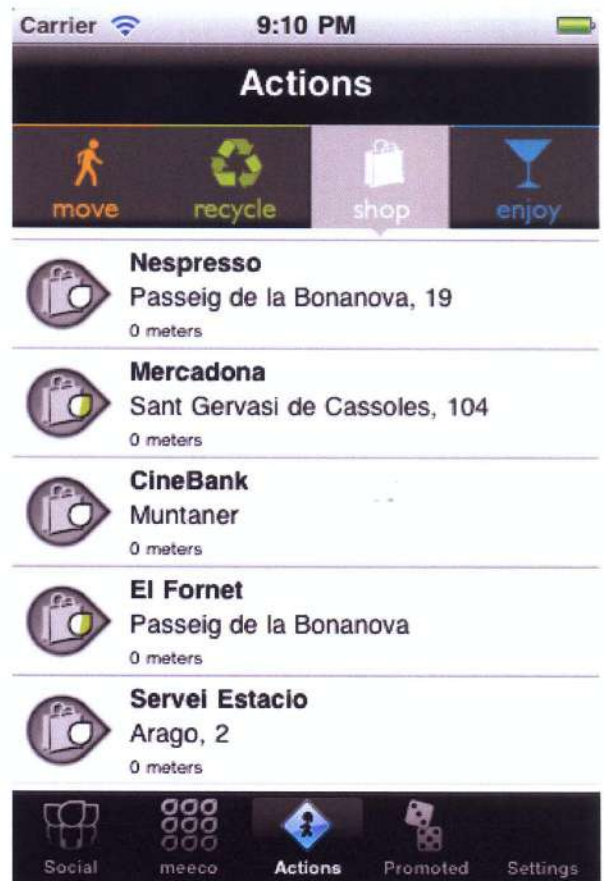 Carrier 9:10 PM
Actions
move recycle shop enjoy
Nespresso
Passeig de la Bonanova, 19
0 meters
Mercadona
Sant Gervasi de Cassoles, 104
0 meters
CineBank
Muntaner
0 meters
El Fornet
Passeig de la Bonanova
0 meters
Servei Estacio
Arago, 2
0 meters
Social meeco Actions Promoted Settings